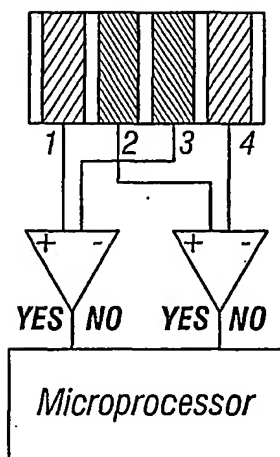 1 2 3 4
+ - + -
YES NO YES NO
Microprocessor